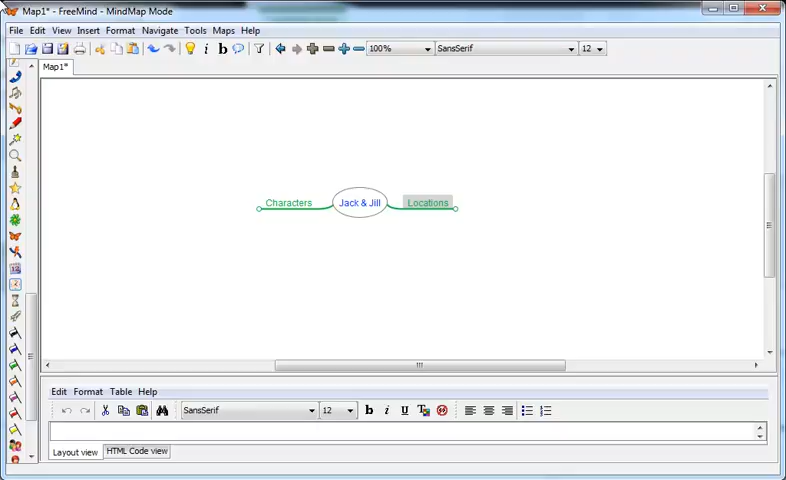 Map1* - FreeMind - MindMap Mode
File Edit View Insert Format Navigate Tools Maps Help
100% SansSerif 12
Map1*
Characters Jack & Jill Locations
Edit Format Table Help
SansSerif 12 b i U
Layout view HTML Code view